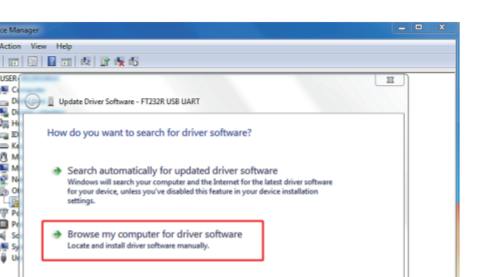 ce Manager
Action View Help
USER-
Update Driver Software - FT232R USB UART
How do you want to search for driver software?
Search automatically for updated driver software
Windows will search your computer and the Internet for the latest driver software
for your device, unless you've disabled this feature in your device installation
settings.
Browse my computer for driver software
Locate and install driver software manually.